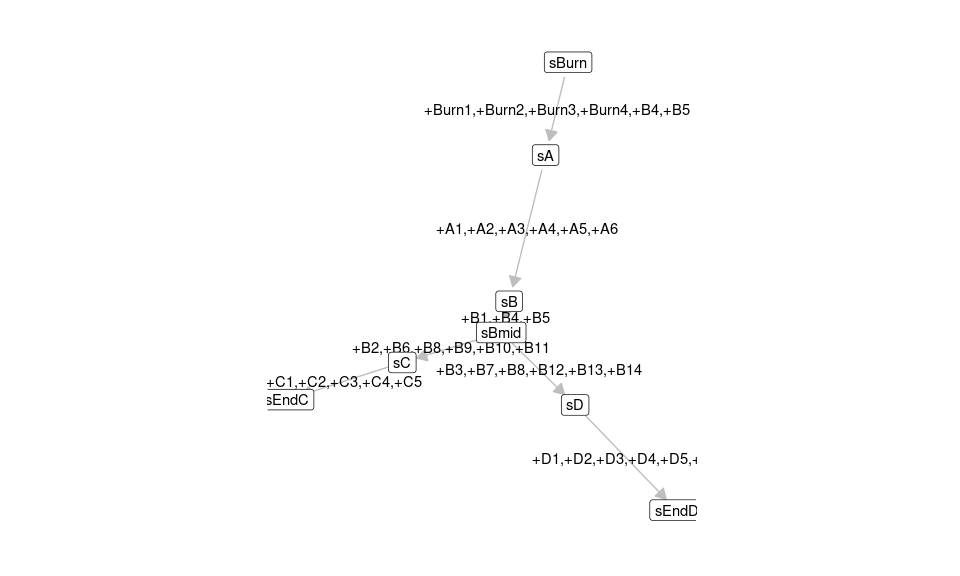 sBurn
+Burn1,+Burn2,+Burn3,+Burn4,+B4,+B5
sA
+A1,+A2,+A3,+A4,+A5,+A6
sB
+B1,+B4,+B5
sBmid
+B2,+B6,+B8,+B9,+B10,+B11
sC
+B3,+B7,+B8,+B12,+B13,+B14
+C1,+C2,+C3,+C4,+C5
sEndC
sD
+D1,+D2,+D3,+D4,+D5,+
sEndD